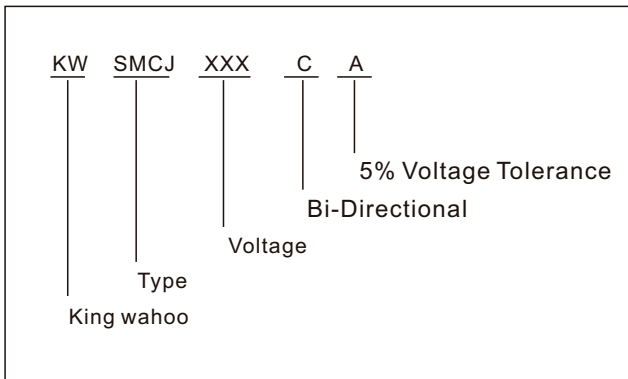 KW SMCJ XXX C A
5% Voltage Tolerance
Bi-Directional
Voltage
Type
King wahoo